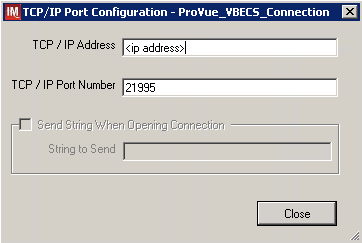 IM TCP/IP Port Configuration - ProVue_VBECS_Connection
TCP / IP Address <ip address>
TCP / IP Port Number 21995
Send String When Opening Connection
String to Send
Close